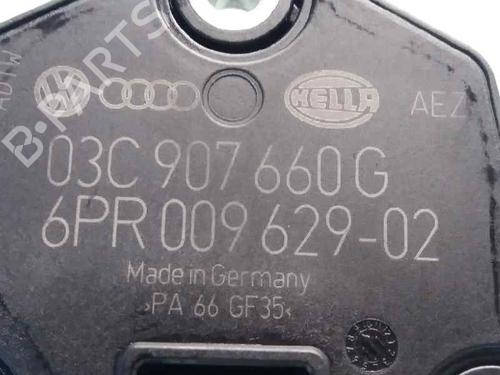 HELLA AEZ
03C 907 660 G
6PR 009 629-02
Made in Germany
>PA 66 GF35<
B-PARTS